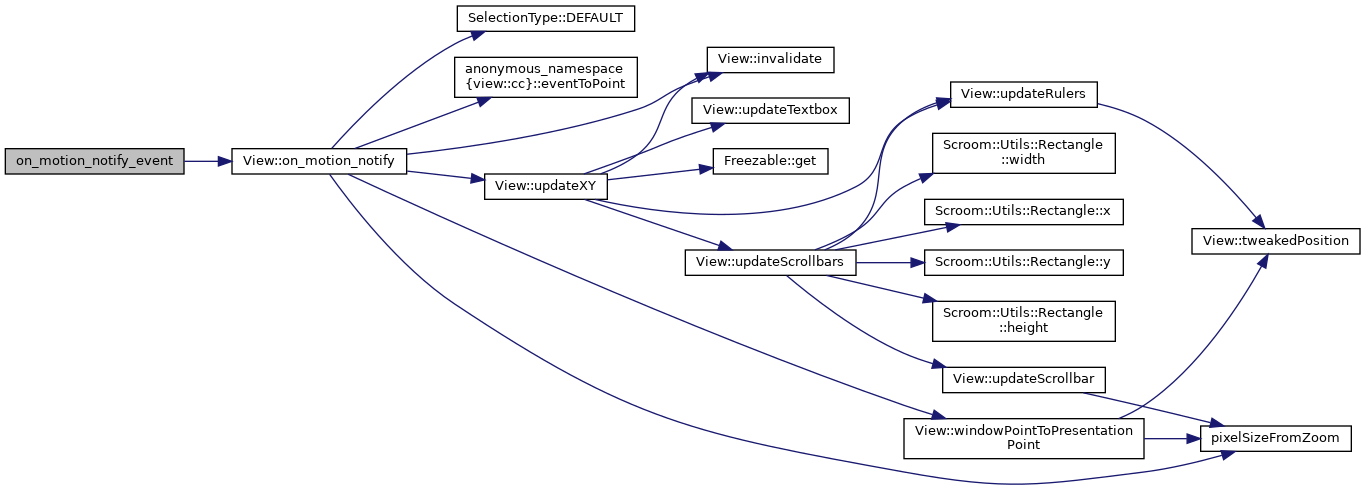 on_motion_notify_event
View::on_motion_notify
SelectionType::DEFAULT
anonymous_namespace
{view::cc}::eventToPoint
View::updateXY
View::invalidate
View::updateTextbox
Freezable::get
View::updateScrollbars
View::updateRulers
Scroom::Utils::Rectangle
::width
Scroom::Utils::Rectangle::x
Scroom::Utils::Rectangle::y
Scroom::Utils::Rectangle
::height
View::updateScrollbar
View::windowPointToPresentation
Point
View::tweakedPosition
pixelSizeFromZoom